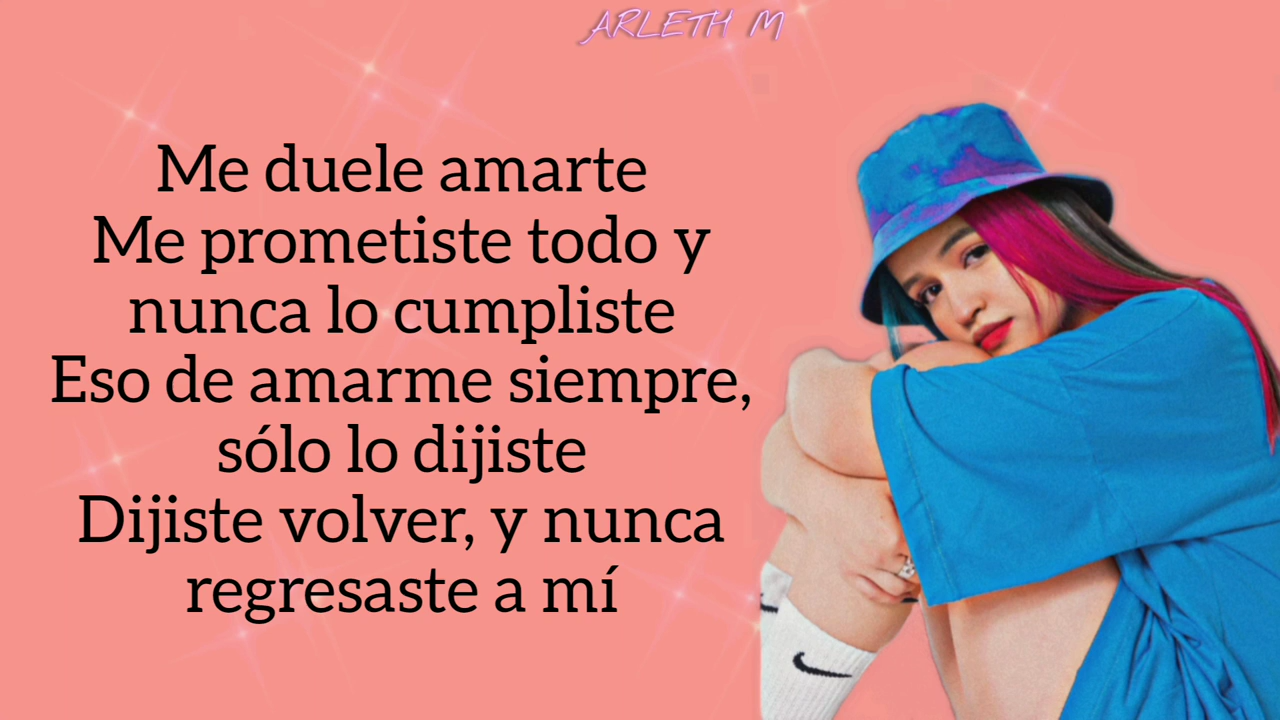 ARLETH M
Me duele amarte
Me prometiste todo y
nunca lo cumpliste
Eso de amarme siempre,
sólo lo dijiste
Dijiste volver, y nunca
regresaste a mí